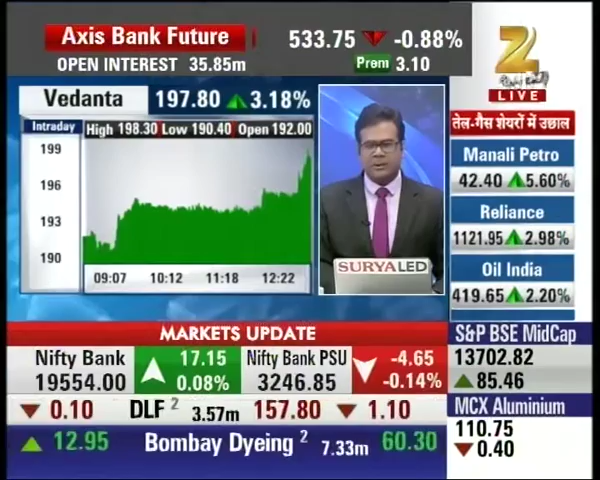 Axis Bank Future
533.75 -0.88%
OPEN INTEREST 35.85m
Prem 3.10
Z
LIVE
Vedanta 197.80 3.18%
Intraday High 198.30 Low 190.40 Open 192.00
199
196
193
190
09:07 10:12 11:18 12:22
SURYA LED
तेल-गैस शेयरों में उछाल
Manali Petro
42.40 5.60%
Reliance
1121.95 2.98%
Oil India
419.65 2.20%
MARKETS UPDATE
Nifty Bank 17.15 Nifty Bank PSU -4.65
19554.00 0.08% 3246.85 -0.14%
S&P BSE MidCap
13702.82
85.46
0.10 DLF 2 3.57m 157.80 1.10
MCX Aluminium
110.75
0.40
12.95 Bombay Dyeing 2 7.33m 60.30